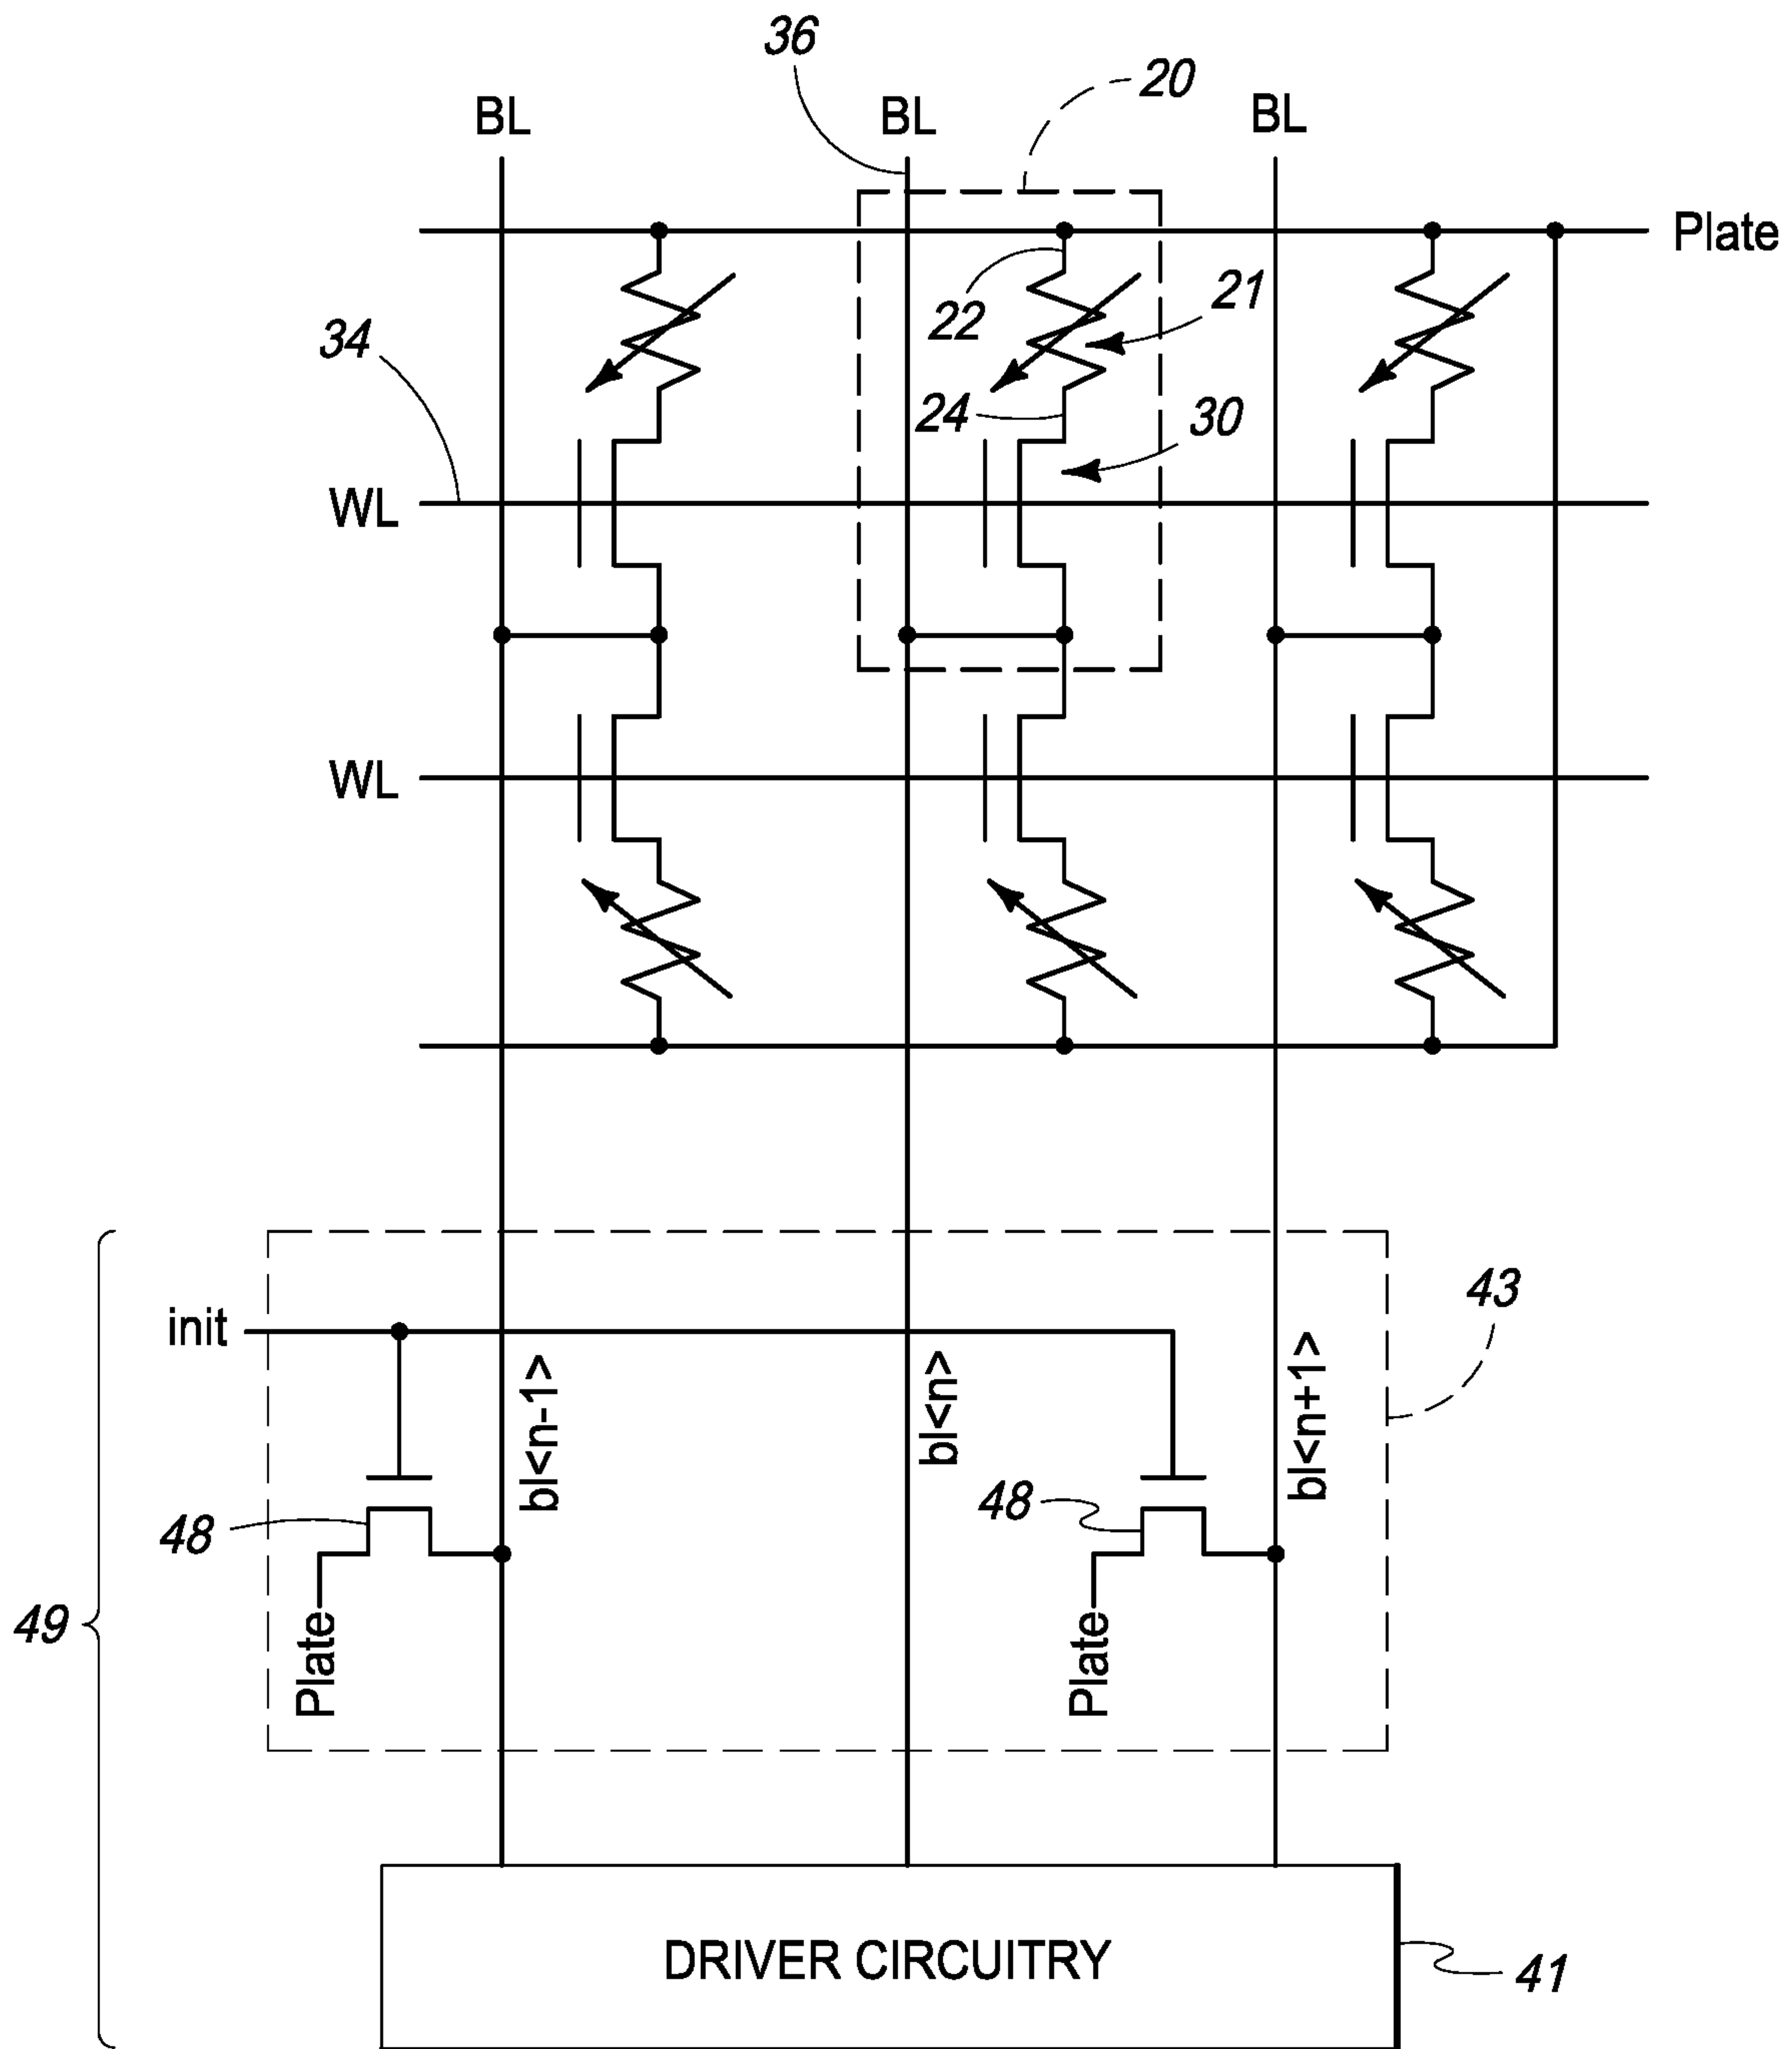 36
20
BL
BL
BL
Plate
22
21
34
24
30
WL
WL
43
init
bl<n-1>
bl<n>
bl<n+1>
48
48
49
Plate
Plate
DRIVER CIRCUITRY
41